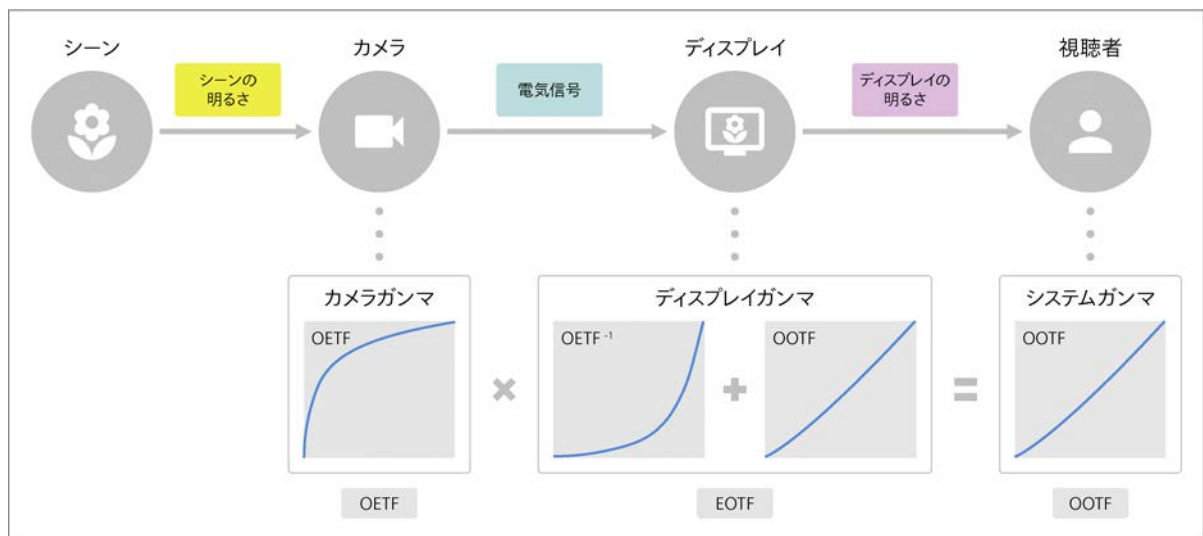 シーン
カメラ
ディスプレイ
視聴者
シーンの
明るさ
電気信号
ディスプレイの
明るさ
カメラガンマ
ディスプレイガンマ
システムガンマ
OETF
OETF -1
OOTF
OOTF
×
+
=
OETF
EOTF
OOTF